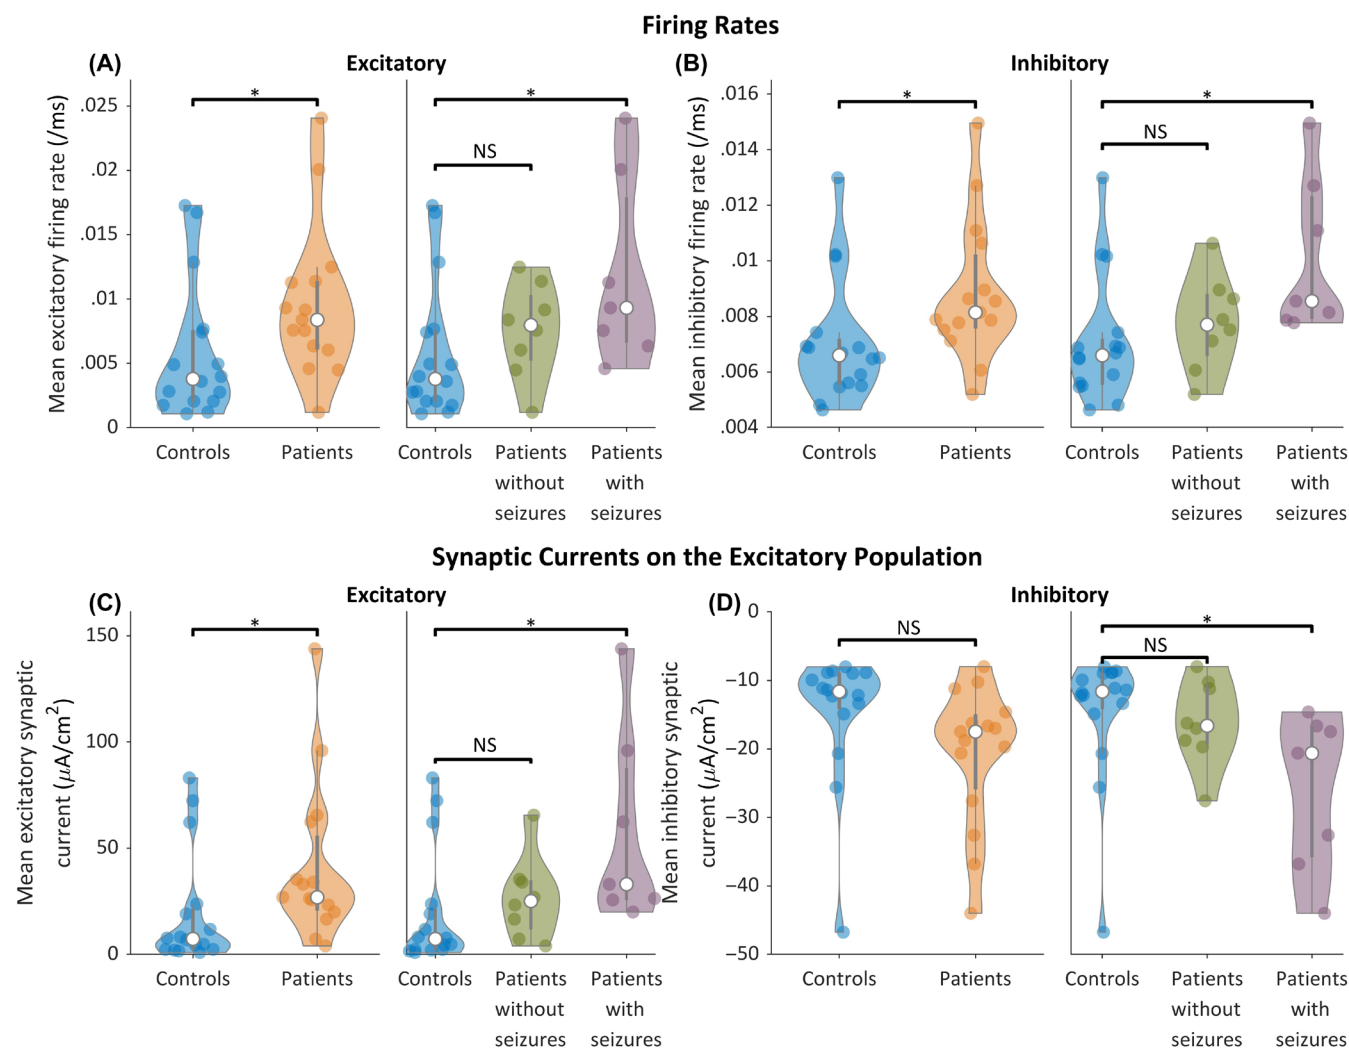 Firing Rates
(A)
Excitatory
Mean excitatory firing rate (/ms)
.025
.02
.015
.01
.005
0
*
*
NS
Controls
Patients
Controls
Patients
without
seizures
Patients
with
seizures
(B)
Inhibitory
Mean inhibitory firing rate (/ms)
.016
.014
.012
.01
.008
.006
.004
*
*
NS
Controls
Patients
Controls
Patients
without
seizures
Patients
with
seizures
Synaptic Currents on the Excitatory Population
(C)
Excitatory
Mean excitatory synaptic
current (μA/cm²)
150
100
50
0
*
*
NS
Controls
Patients
Controls
Patients
without
seizures
Patients
with
seizures
(D)
Inhibitory
Mean inhibitory synaptic
current (μA/cm²)
0
−10
−20
−30
−40
−50
NS
*
NS
Controls
Patients
Controls
Patients
without
seizures
Patients
with
seizures